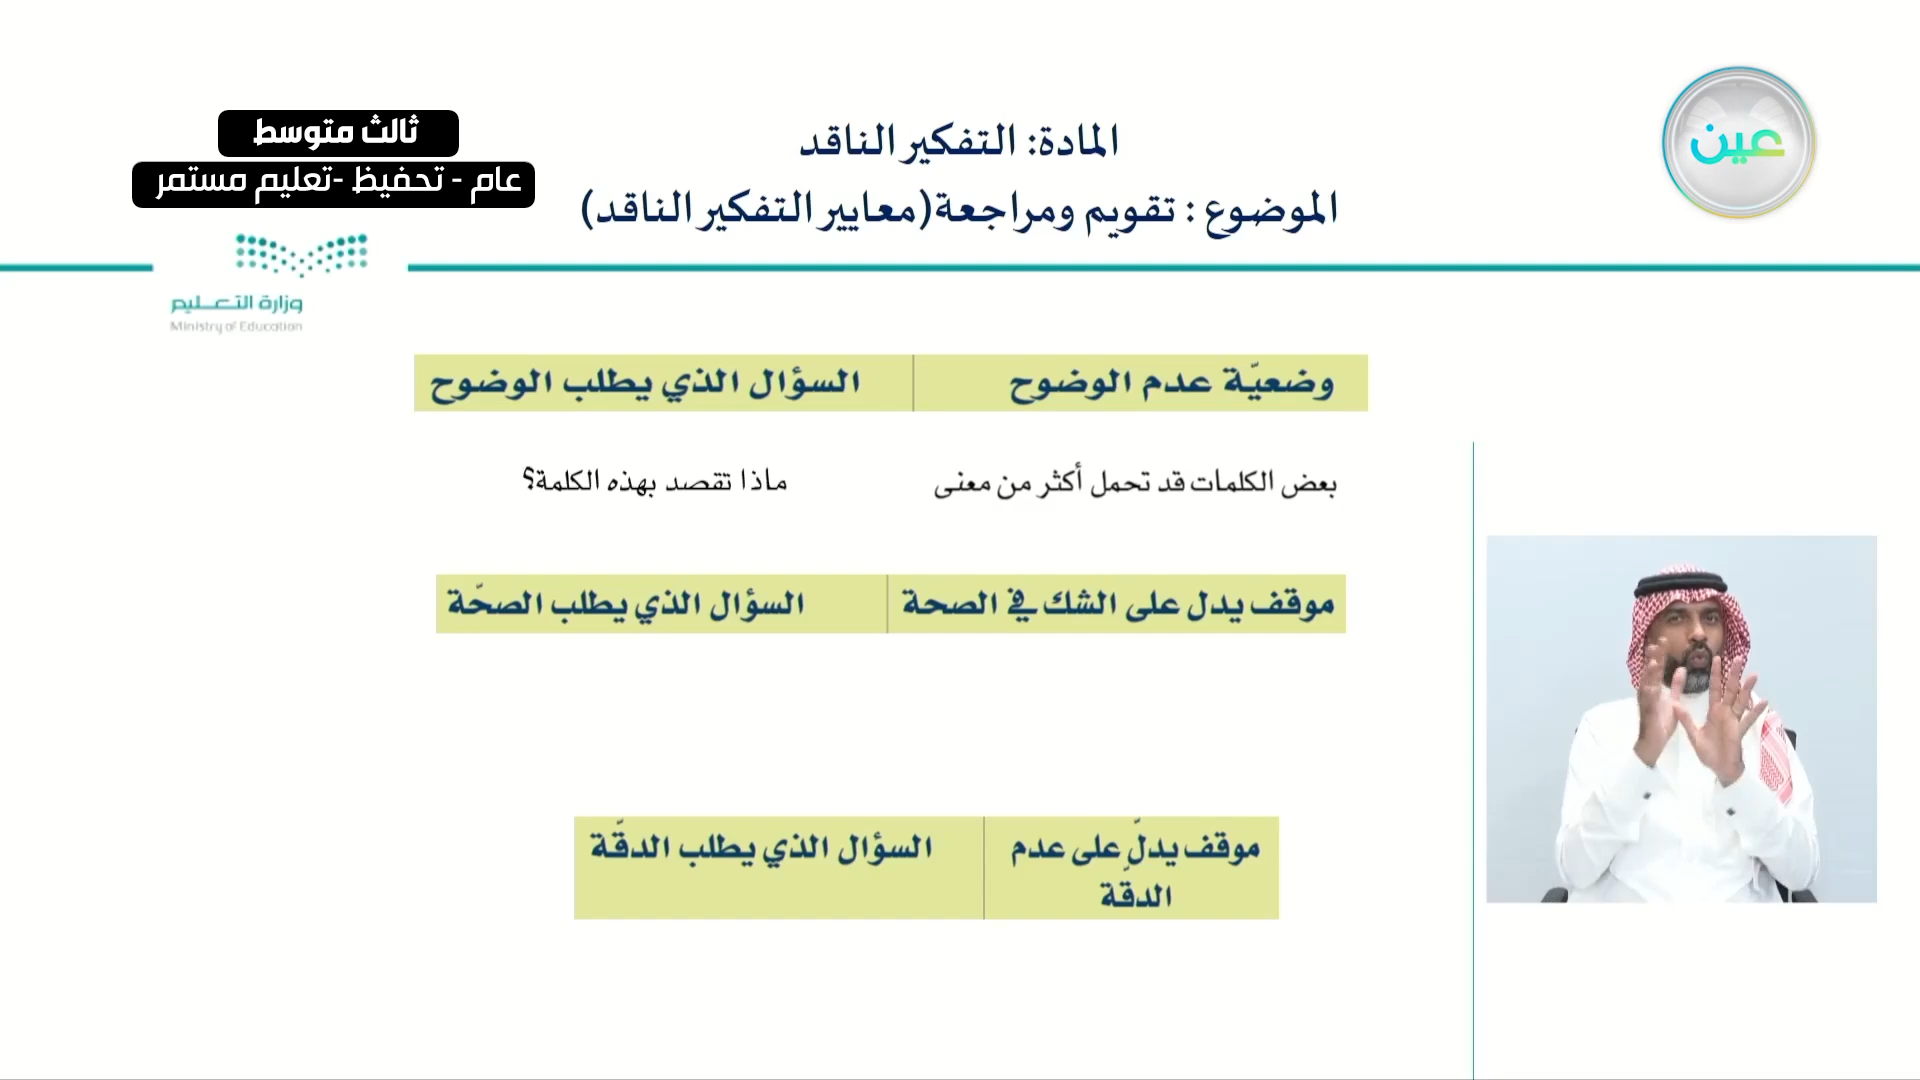 عين
المادة: التفكير الناقد
الموضوع : تقويم ومراجعة(معايير التفكير الناقد)
ثالث متوسط
عام - تحفيظ -تعليم مستمر
وزارة التعـــليم
Ministry of Education
وضعيّة عدم الوضوح السؤال الذي يطلب الوضوح
بعض الكلمات قد تحمل أكثر من معنى ماذا تقصد بهذه الكلمة؟
موقف يدل على الشك في الصحة السؤال الذي يطلب الصحّة
موقف يدلّ على عدم السؤال الذي يطلب الدقّة
الدقّة